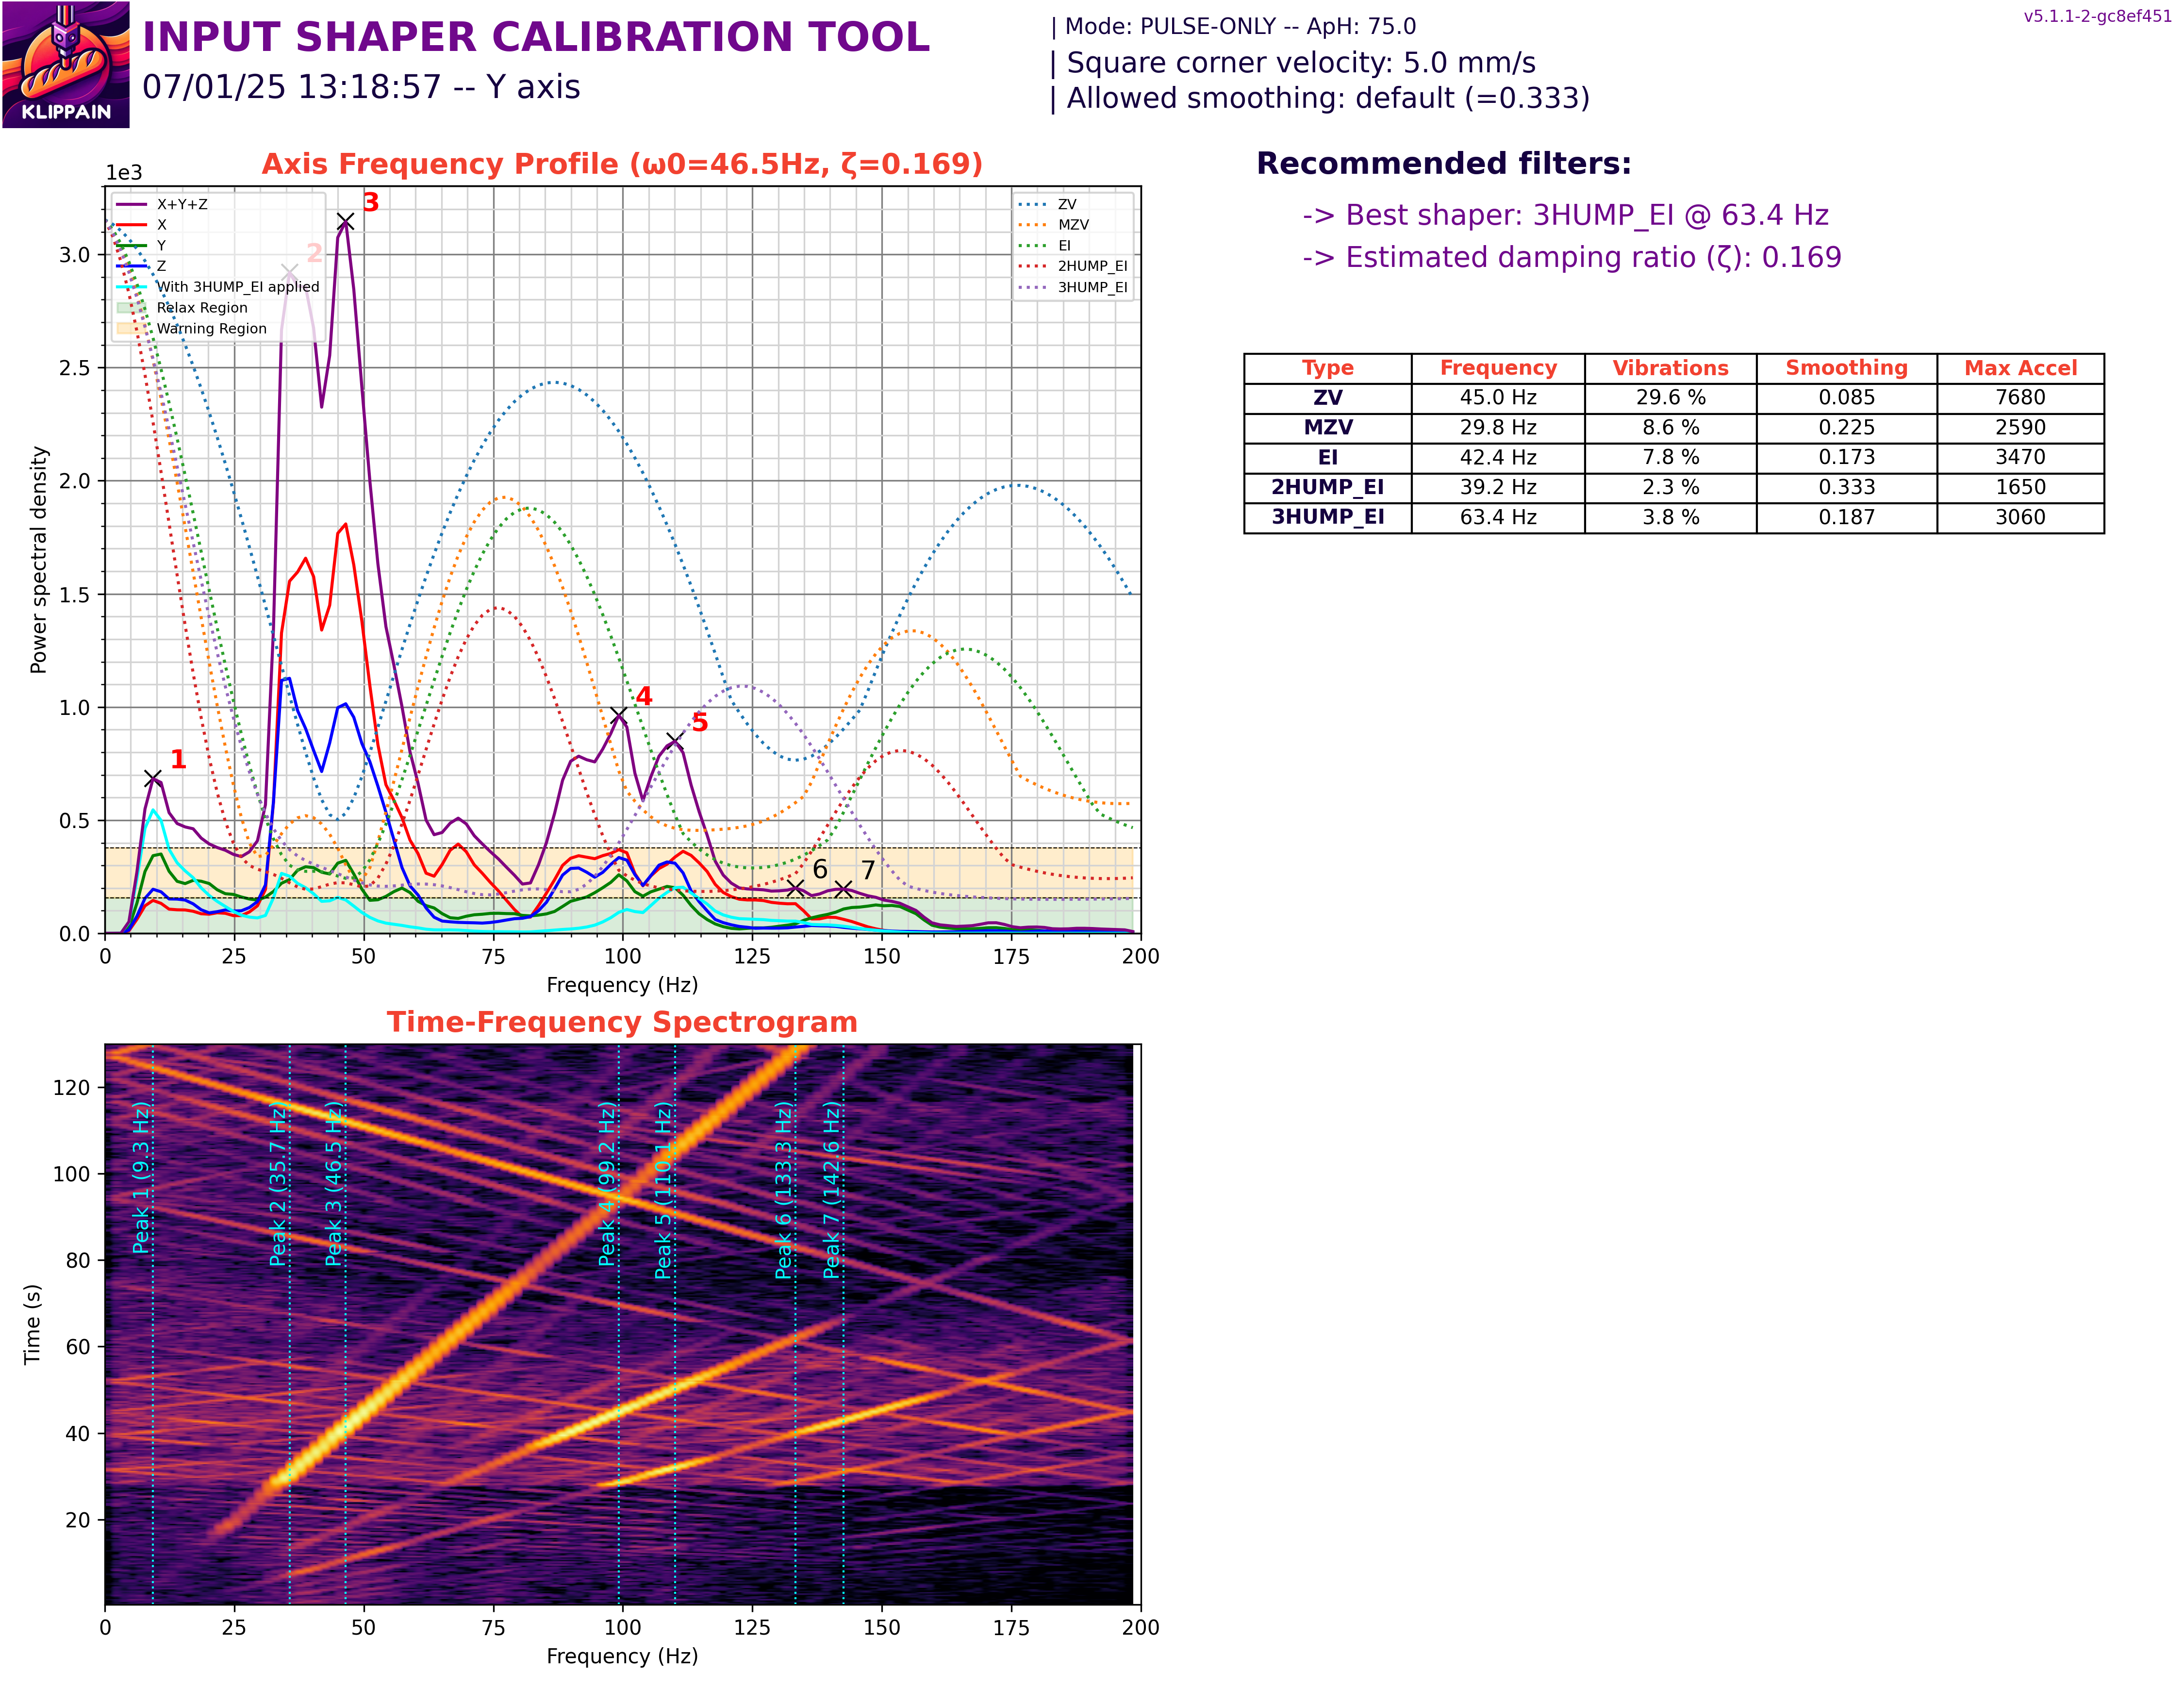 INPUT SHAPER CALIBRATION TOOL
07/01/25 13:18:57 -- Y axis
KLIPPAIN
| Mode: PULSE-ONLY -- ApH: 75.0
| Square corner velocity: 5.0 mm/s
| Allowed smoothing: default (=0.333)
v5.1.1-2-gc8ef451
Axis Frequency Profile (ω0=46.5Hz, ζ=0.169)
1e3
X+Y+Z
X
Y
Z
With 3HUMP_EI applied
Relax Region
Warning Region
ZV
MZV
EI
2HUMP_EI
3HUMP_EI
1
2
3
4
5
6
7
Power spectral density
3.0
2.5
2.0
1.5
1.0
0.5
0.0
0 25 50 75 100 125 150 175 200
Frequency (Hz)
Recommended filters:
-> Best shaper: 3HUMP_EI @ 63.4 Hz
-> Estimated damping ratio (ζ): 0.169
Type Frequency Vibrations Smoothing Max Accel
ZV 45.0 Hz 29.6 % 0.085 7680
MZV 29.8 Hz 8.6 % 0.225 2590
EI 42.4 Hz 7.8 % 0.173 3470
2HUMP_EI 39.2 Hz 2.3 % 0.333 1650
3HUMP_EI 63.4 Hz 3.8 % 0.187 3060
Time-Frequency Spectrogram
Time (s)
120
100
80
60
40
20
Peak 1 (9.3 Hz)
Peak 2 (35.7 Hz)
Peak 3 (46.5 Hz)
Peak 4 (99.2 Hz)
Peak 5 (110.1 Hz)
Peak 6 (133.3 Hz)
Peak 7 (142.6 Hz)
0 25 50 75 100 125 150 175 200
Frequency (Hz)